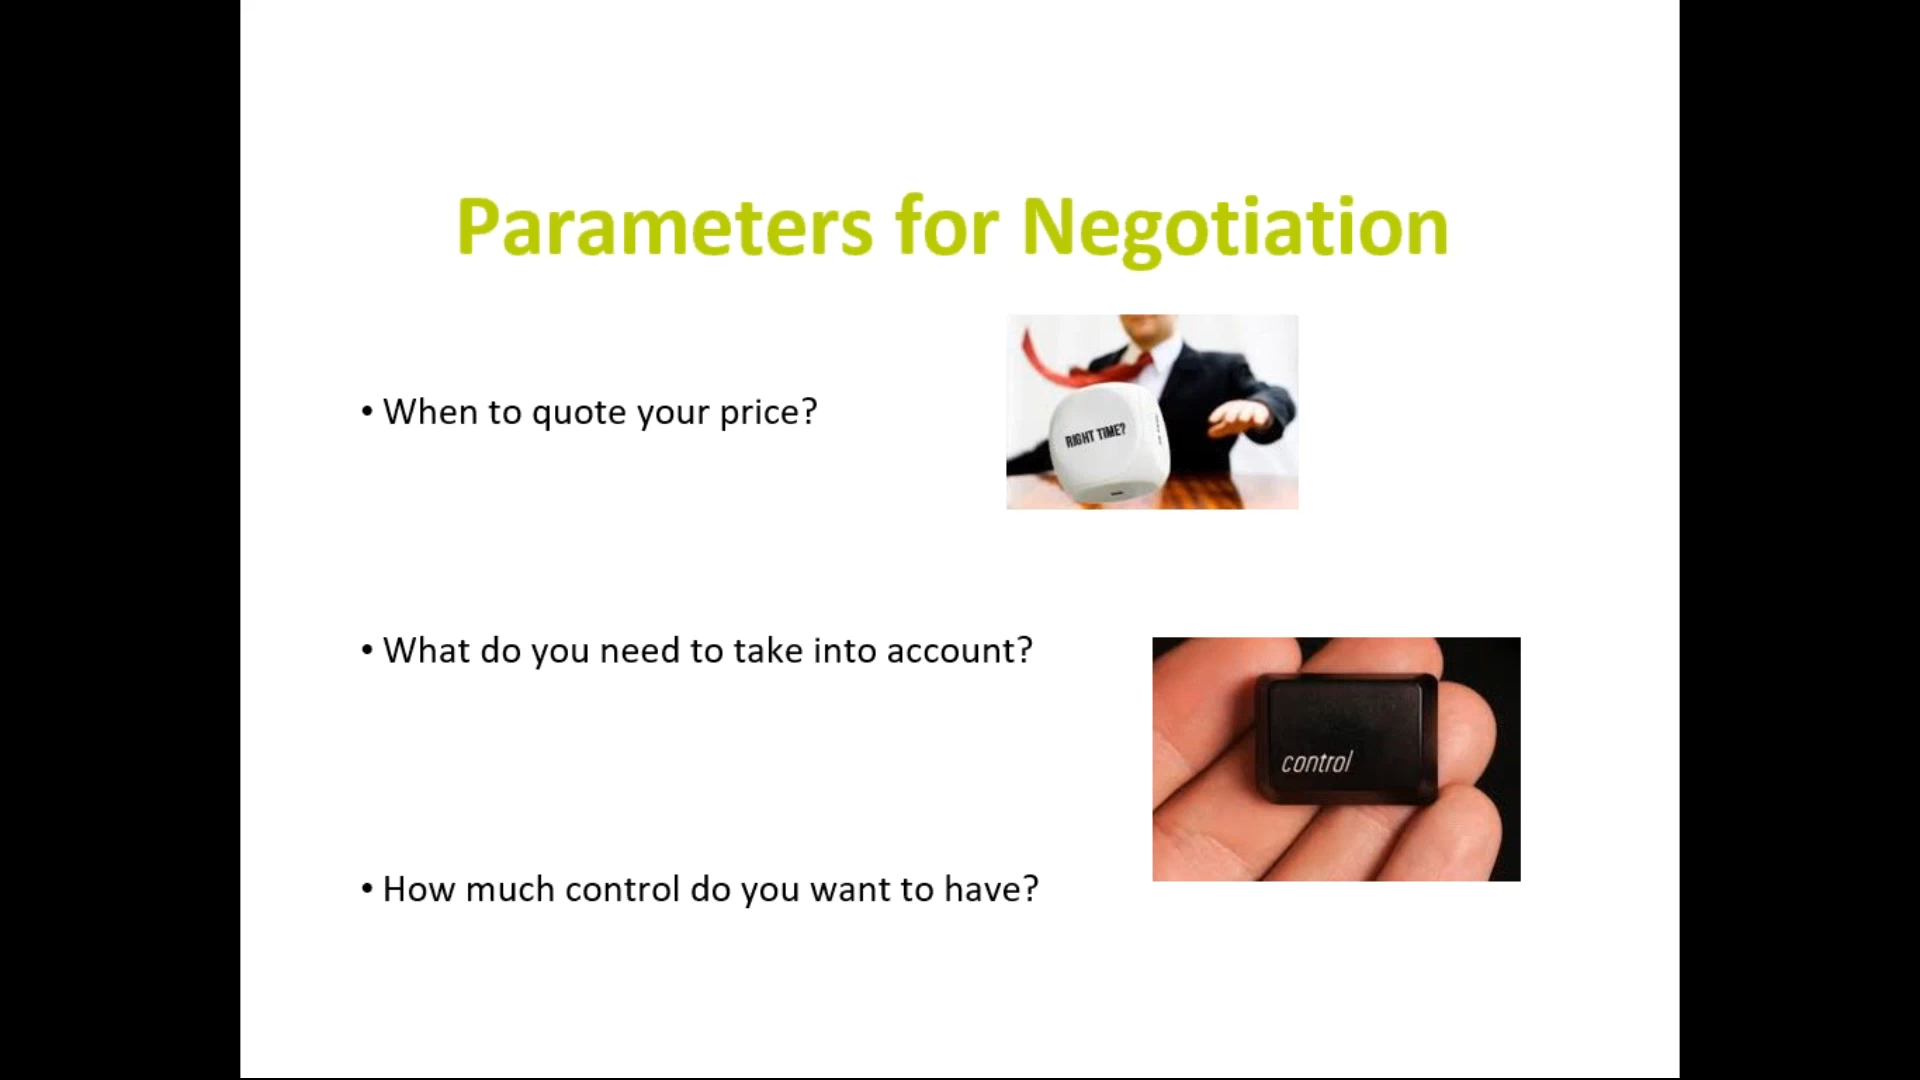 Parameters for Negotiation
• When to quote your price?
RIGHT TIME?
• What do you need to take into account?
control
• How much control do you want to have?